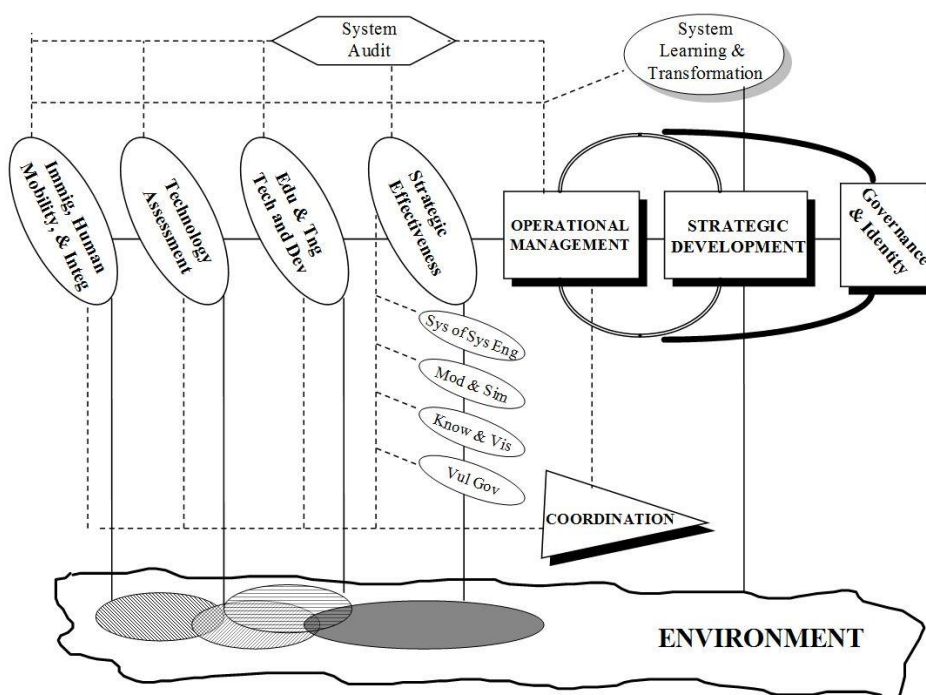 System
Audit
System
Learning &
Transformation
Immig, Human
Mobility, & Integ
Technology
Assessment
Edu & Tng
Tech and Dev
Strategic
Effectiveness
OPERATIONAL
MANAGEMENT
STRATEGIC
DEVELOPMENT
Governance
& Identity
Sys of Sys Eng
Mod & Sim
Know & Vis
Vul Gov
COORDINATION
ENVIRONMENT